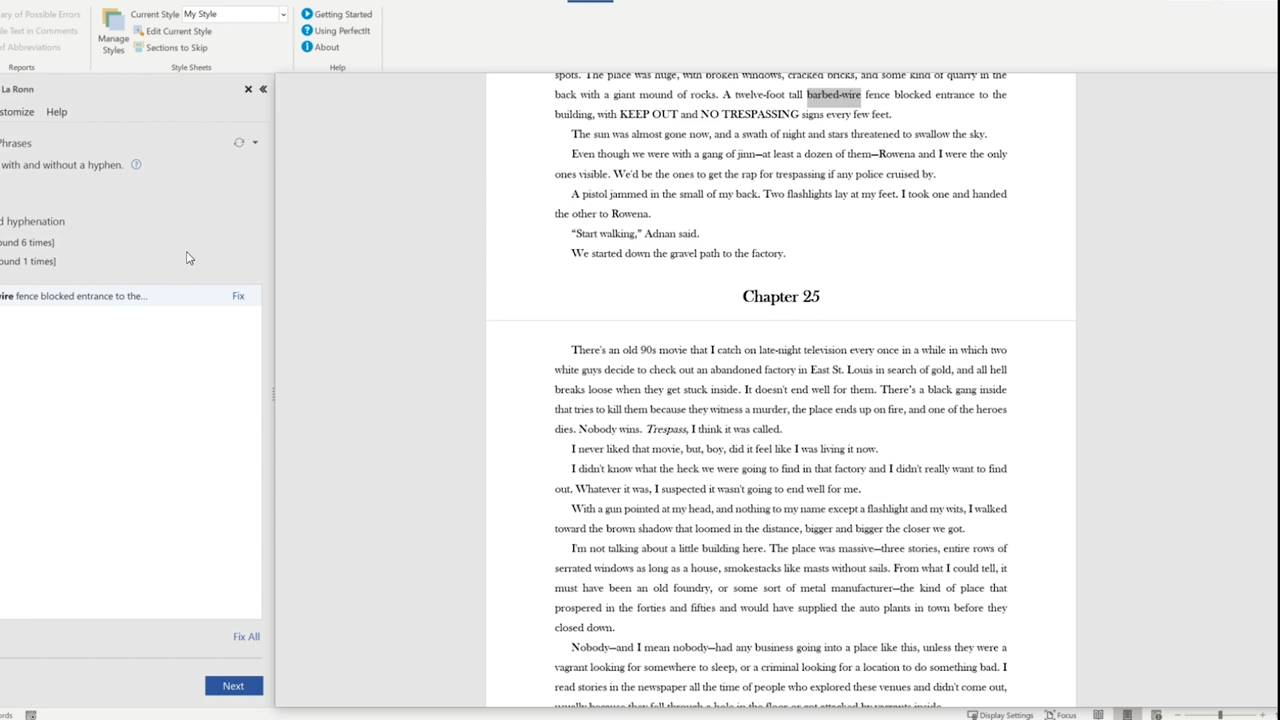 ary of Possible Errors
le Text in Comments
f Abbreviations
Reports
Manage Styles
Current Style My Style
Edit Current Style
Sections to Skip
Style Sheets
Getting Started
Using PerfectIt
About
Help
La Ronn
stomize Help
Phrases
with and without a hyphen.
d hyphenation
ound 6 times]
ound 1 times]
wire fence blocked entrance to the... Fix
Fix All
Next
spots. The place was huge, with broken windows, cracked bricks, and some kind of quarry in the
back with a giant mound of rocks. A twelve-foot tall barbed-wire fence blocked entrance to the
building, with KEEP OUT and NO TRESPASSING signs every few feet.
The sun was almost gone now, and a swath of night and stars threatened to swallow the sky.
Even though we were with a gang of jinn—at least a dozen of them—Rowena and I were the only
ones visible. We'd be the ones to get the rap for trespassing if any police cruised by.
A pistol jammed in the small of my back. Two flashlights lay at my feet. I took one and handed
the other to Rowena.
“Start walking,” Adnan said.
We started down the gravel path to the factory.
Chapter 25
There's an old 90s movie that I catch on late-night television every once in a while in which two
white guys decide to check out an abandoned factory in East St. Louis in search of gold, and all hell
breaks loose when they get stuck inside. It doesn't end well for them. There's a black gang inside
that tries to kill them because they witness a murder, the place ends up on fire, and one of the heroes
dies. Nobody wins. Trespass, I think it was called.
I never liked that movie, but, boy, did it feel like I was living it now.
I didn't know what the heck we were going to find in that factory and I didn't really want to find
out. Whatever it was, I suspected it wasn't going to end well for me.
With a gun pointed at my head, and nothing to my name except a flashlight and my wits, I walked
toward the brown shadow that loomed in the distance, bigger and bigger the closer we got.
I'm not talking about a little building here. The place was massive—three stories, entire rows of
serrated windows as long as a house, smokestacks like masts without sails. From what I could tell, it
must have been an old foundry, or some sort of metal manufacturer—the kind of place that
prospered in the forties and fifties and would have supplied the auto plants in town before they
closed down.
Nobody—and I mean nobody—had any business going into a place like this, unless they were a
vagrant looking for somewhere to sleep, or a criminal looking for a location to do something bad. I
read stories in the newspaper all the time of people who explored these venues and didn't come out,
usually because they fell through a hole in the floor or got attacked by vagrants inside.
ords
Display Settings Focus